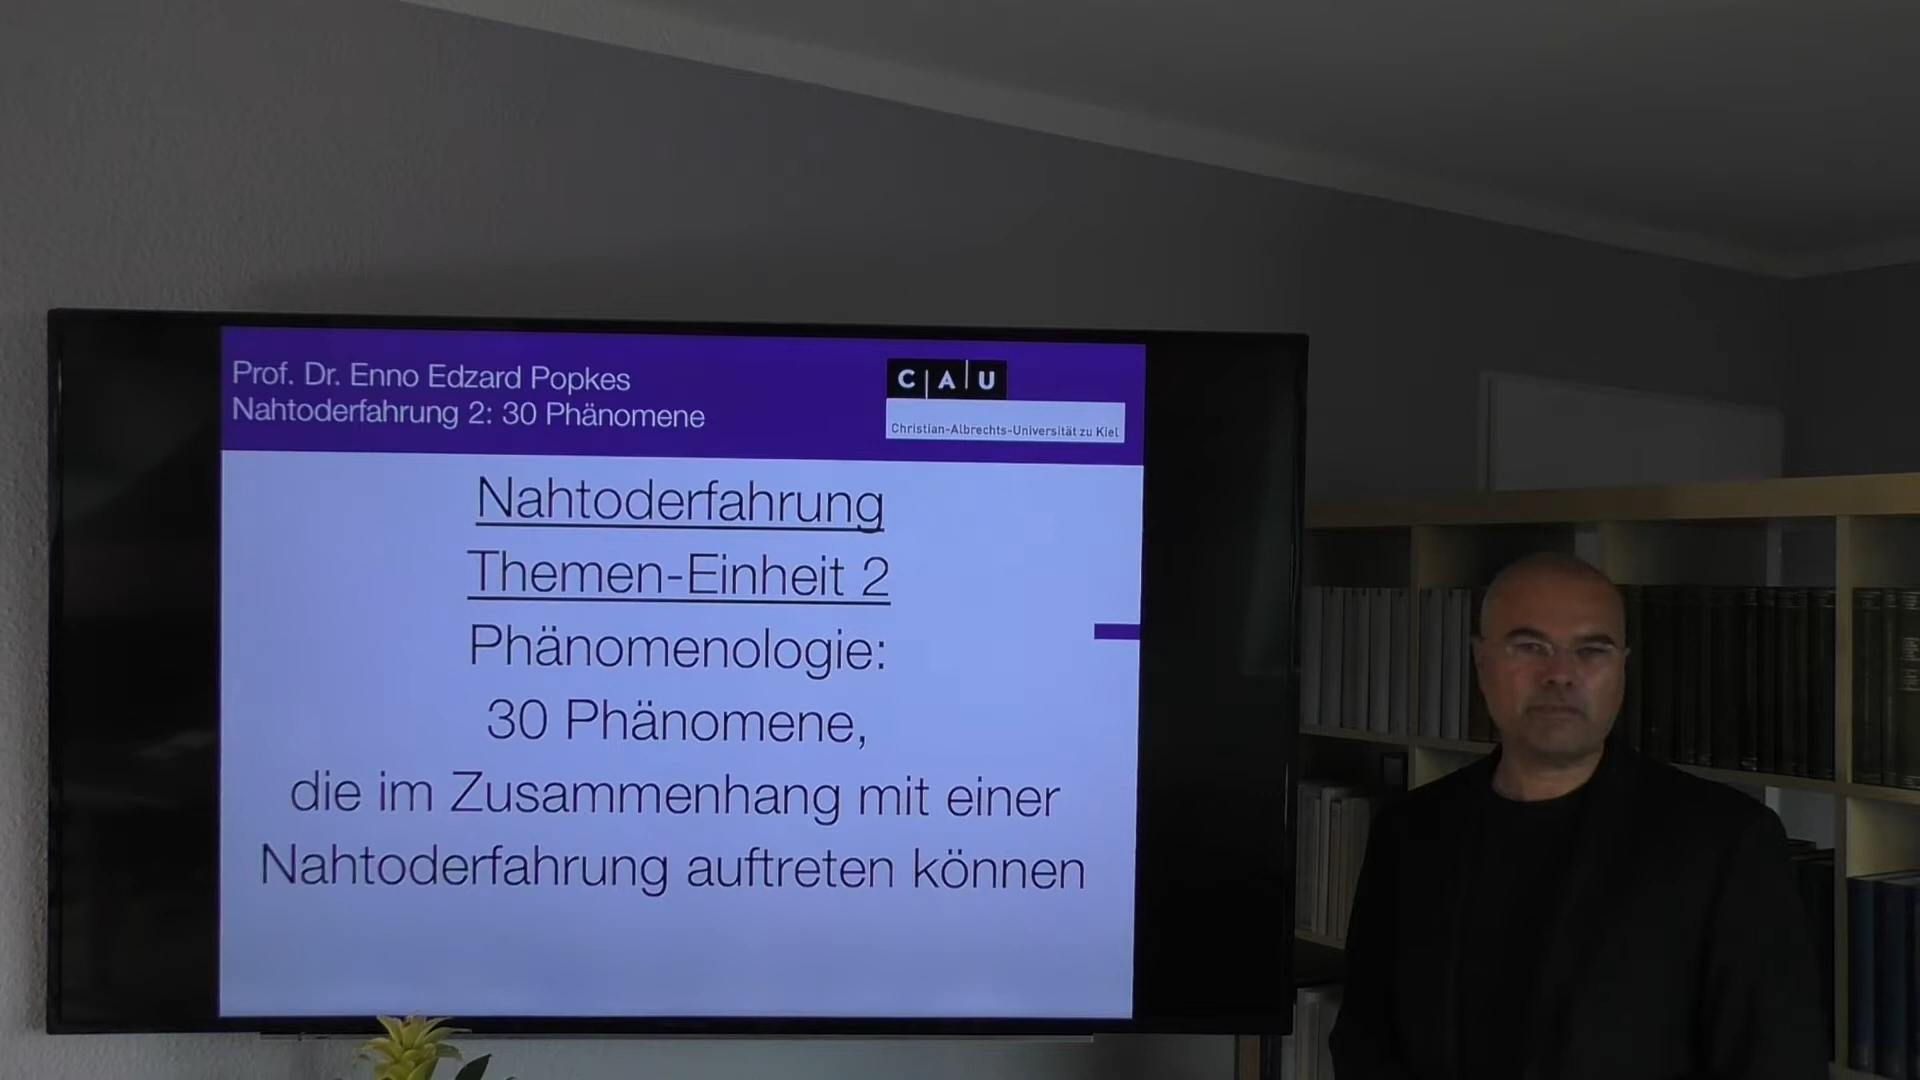 Prof. Dr. Enno Edzard Popkes
Nahtoderfahrung 2: 30 Phänomene
C|A|U
Christian-Albrechts-Universität zu Kiel
Nahtoderfahrung
Themen-Einheit 2
Phänomenologie:
30 Phänomene,
die im Zusammenhang mit einer
Nahtoderfahrung auftreten können